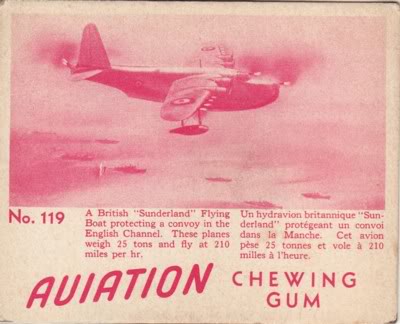 No. 119
A British "Sunderland" Flying
Boat protecting a convoy in the
English Channel. These planes
weigh 25 tons and fly at 210
miles per hr.
Un hydravion britannique "Sun-
derland" protégeant un convoi
dans la Manche. Cet avion
pèse 25 tonnes et vole à 210
milles à l'heure.
AVIATION CHEWING
GUM